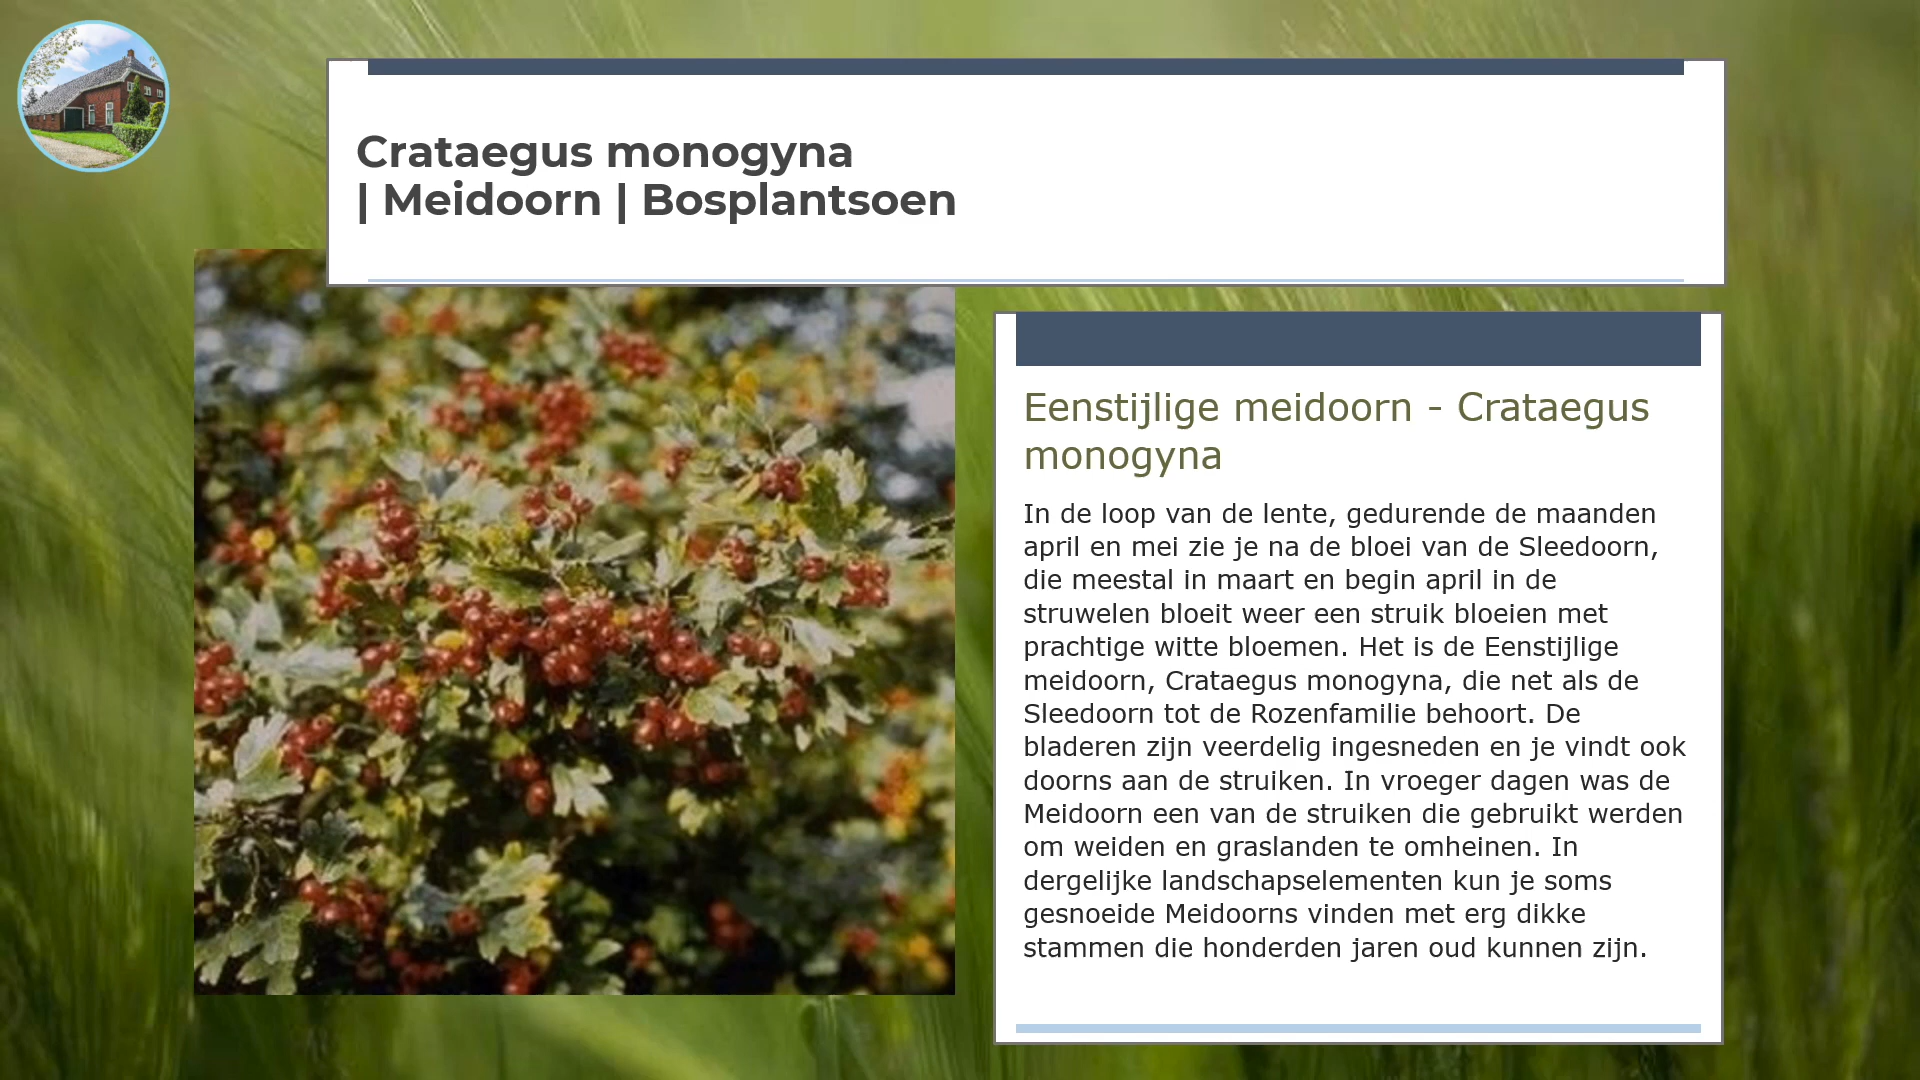 Crataegus monogyna
| Meidoorn | Bosplantsoen
Eenstijlige meidoorn - Crataegus
monogyna
In de loop van de lente, gedurende de maanden
april en mei zie je na de bloei van de Sleedoorn,
die meestal in maart en begin april in de
struwelen bloeit weer een struik bloeien met
prachtige witte bloemen. Het is de Eenstijlige
meidoorn, Crataegus monogyna, die net als de
Sleedoorn tot de Rozenfamilie behoort. De
bladeren zijn veerdelig ingesneden en je vindt ook
doorns aan de struiken. In vroeger dagen was de
Meidoorn een van de struiken die gebruikt werden
om weiden en graslanden te omheinen. In
dergelijke landschapselementen kun je soms
gesnoeide Meidoorns vinden met erg dikke
stammen die honderden jaren oud kunnen zijn.